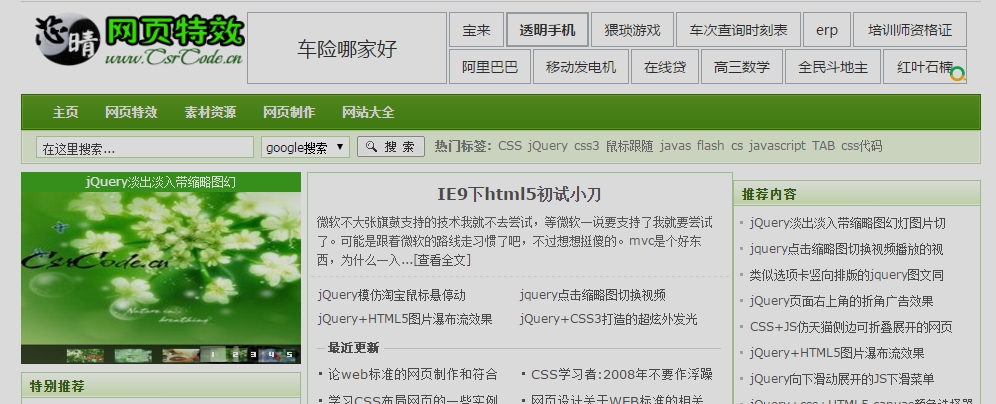 芯晴 网页特效
www.CsrCode.cn
车险哪家好
宝来 透明手机 猥琐游戏 车次查询时刻表 erp 培训师资格证
阿里巴巴 移动发电机 在线贷 高三数学 全民斗地主 红叶石楠
主页 网页特效 素材资源 网页制作 网站大全
在这里搜索... google搜索 搜 索 热门标签: CSS jQuery css3 鼠标跟随 javas flash cs javascript TAB css代码
jQuery淡出淡入带缩略图幻
CsrCode.cn
Nature is
breathing
1 2 3 4 5
特别推荐
IE9下html5初试小刀
微软不大张旗鼓支持的技术我就不去尝试，等微软一说要支持了我就要尝试
了。可能是跟着微软的路线走习惯了吧，不过想想挺傻的。mvc是个好东
西，为什么一入...[查看全文]
jQuery模仿淘宝鼠标悬停动 jquery点击缩略图切换视频
jQuery+HTML5图片瀑布流效果 jQuery+CSS3打造的超炫外发光
最近更新
论web标准的网页制作和符合 CSS学习者:2008年不要作浮躁
学习CSS布局网页的一些实例 网页设计关于WEB标准的相关
推荐内容
jQuery淡出淡入带缩略图幻灯图片切
jquery点击缩略图切换视频播放的视
类似选项卡竖向排版的jquery图文同
jQuery页面右上角的折角广告效果
CSS+JS仿天猫侧边可折叠展开的网页
jQuery+HTML5图片瀑布流效果
jQuery向下滑动展开的JS下滑菜单
jQuery+css+HTML5 canvas颜色选择器